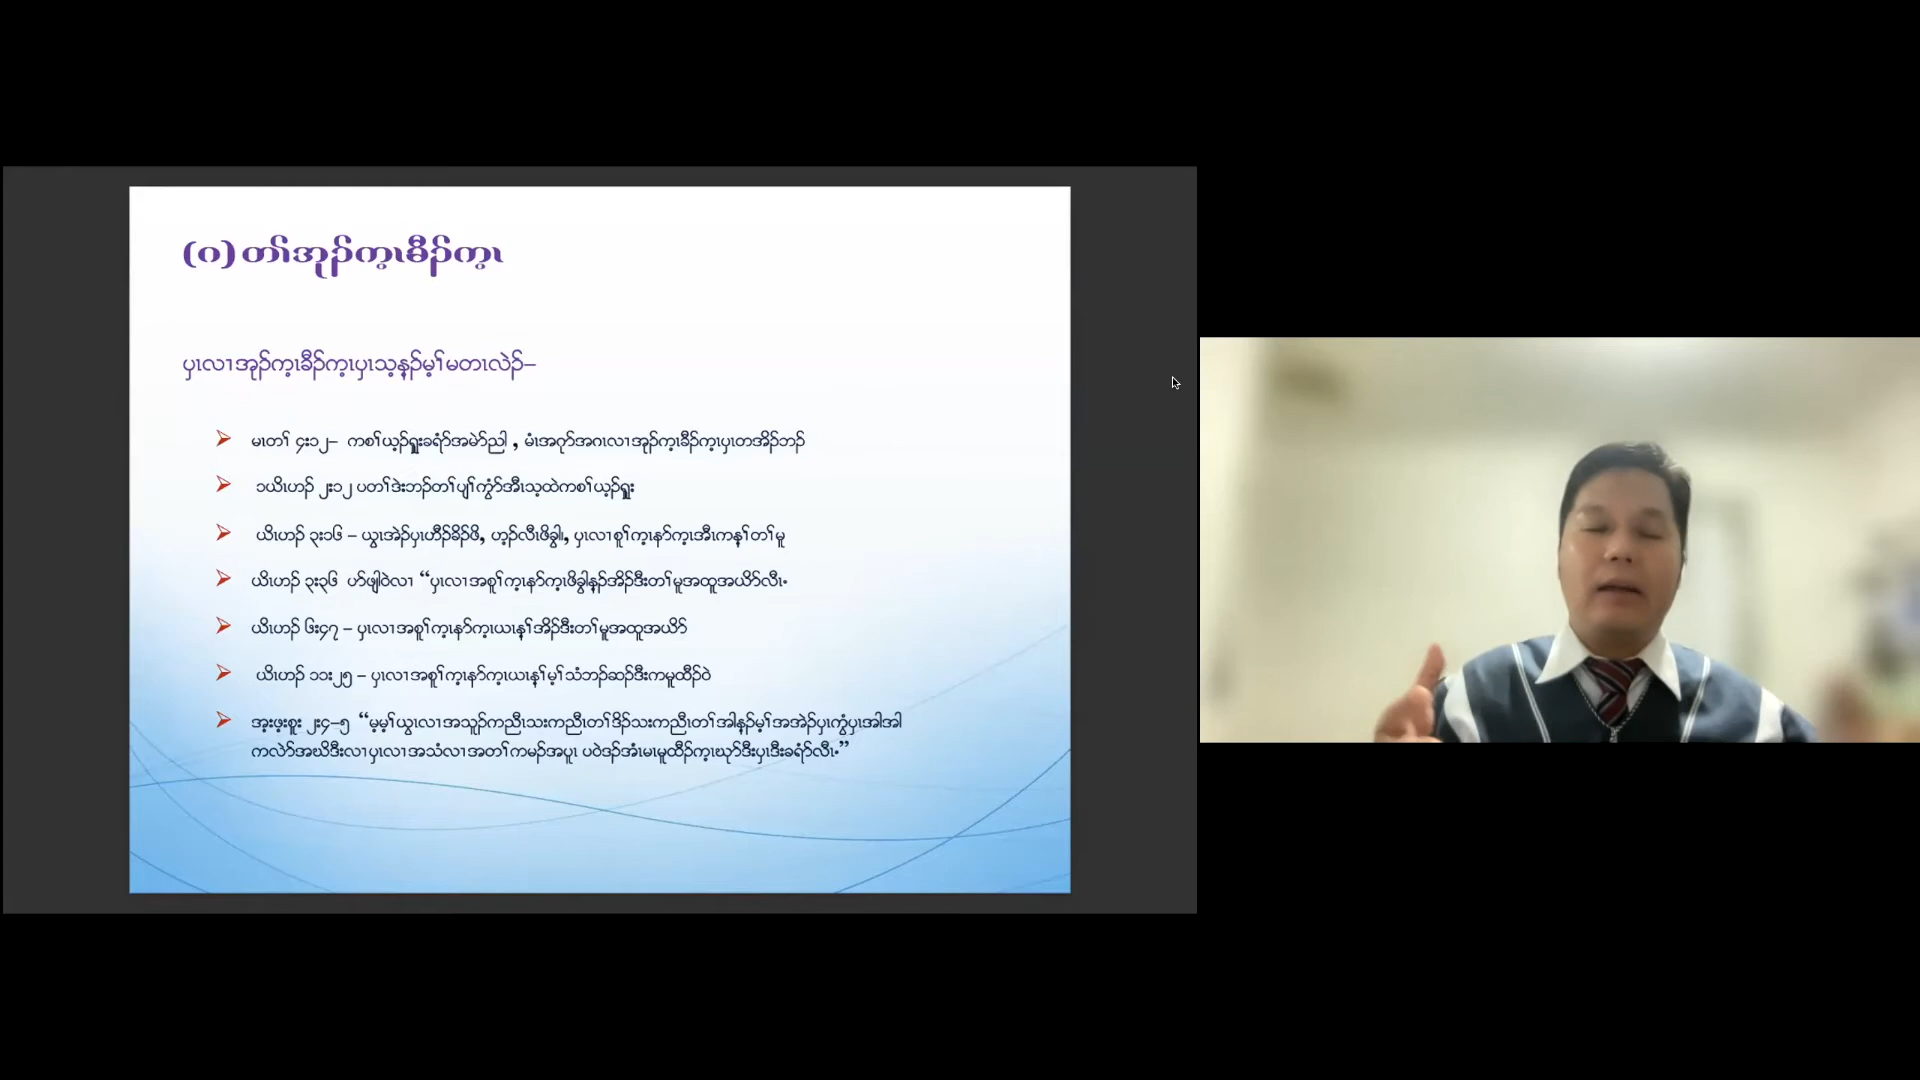 (ဂ) တၢ်အုၣ်က့ၤခီၣ်က့ၤ
ပှၤလၢအုၣ်က့ၤခီၣ်က့ၤပှၤသ့န့ၣ်မ့ၢ်မတၤလဲၣ်–
မၤတၢ် ၄း၁၂– ကစၢ်ယ့ၣ်ရှူးခရံာ်အမဲာ်ညါ , မံၤအဂုာ်အဂၤလၢအုၣ်က့ၤခီၣ်က့ၤပှၤတအိၣ်ဘၣ်
၁ယိၤဟၣ် ၂း၁၂ ပတၢ်ဒဲးဘၣ်တၢ်ပျၢ်ကွံာ်အီၤသ့ထဲကစၢ်ယ့ၣ်ရှူး
ယိၤဟၣ် ၃း၁၆ – ယွၤအဲၣ်ပှၤဟီၣ်ခိၣ်ဖိ, ဟ့ၣ်လီၤဖိခွါ, ပှၤလၢစူၢ်က့ၤနာ်က့ၤအီၤကန့ၢ်တၢ်မူ
ယိၤဟၣ် ၃း၃၆ ပာ်ဖျါဝဲလၢ “ပှၤလၢအစူၢ်က့ၤနာ်က့ၤဖိခွါန့ၣ်အိၣ်ဒီးတၢ်မူအထူအယိာ်လီၤ.
ယိၤဟၣ် ၆း၄၇ – ပှၤလၢအစူၢ်က့ၤနာ်က့ၤယၤန့ၢ်အိၣ်ဒီးတၢ်မူအထူအယိာ်
ယိၤဟၣ် ၁၁း၂၅ – ပှၤလၢအစူၢ်က့ၤနာ်က့ၤယၤန့ၢ်မ့ၢ်သံဘၣ်ဆၣ်ဒီးကမူထီၣ်ဝဲ
အ့းဖ့းစူး ၂း၄–၅ “မ့မ့ၢ်ယွၤလၢအသူၣ်ကညီၤသးကညီၤတၢ်ဒိၣ်သးကညီၤတၢ်အါန့ၣ်မ့ၢ်အအဲၣ်ပှၤကွံပှၤအါအါ
ကလဲာ်အဃိဒီးလၢပှၤလၢအသံလၢအတၢ်ကမၣ်အပူၤ ပဝဲဒၣ်အံၤမၤမူထီၣ်က့ၤဃုာ်ဒီးပှၤဒီးခရံာ်လီၤ.”